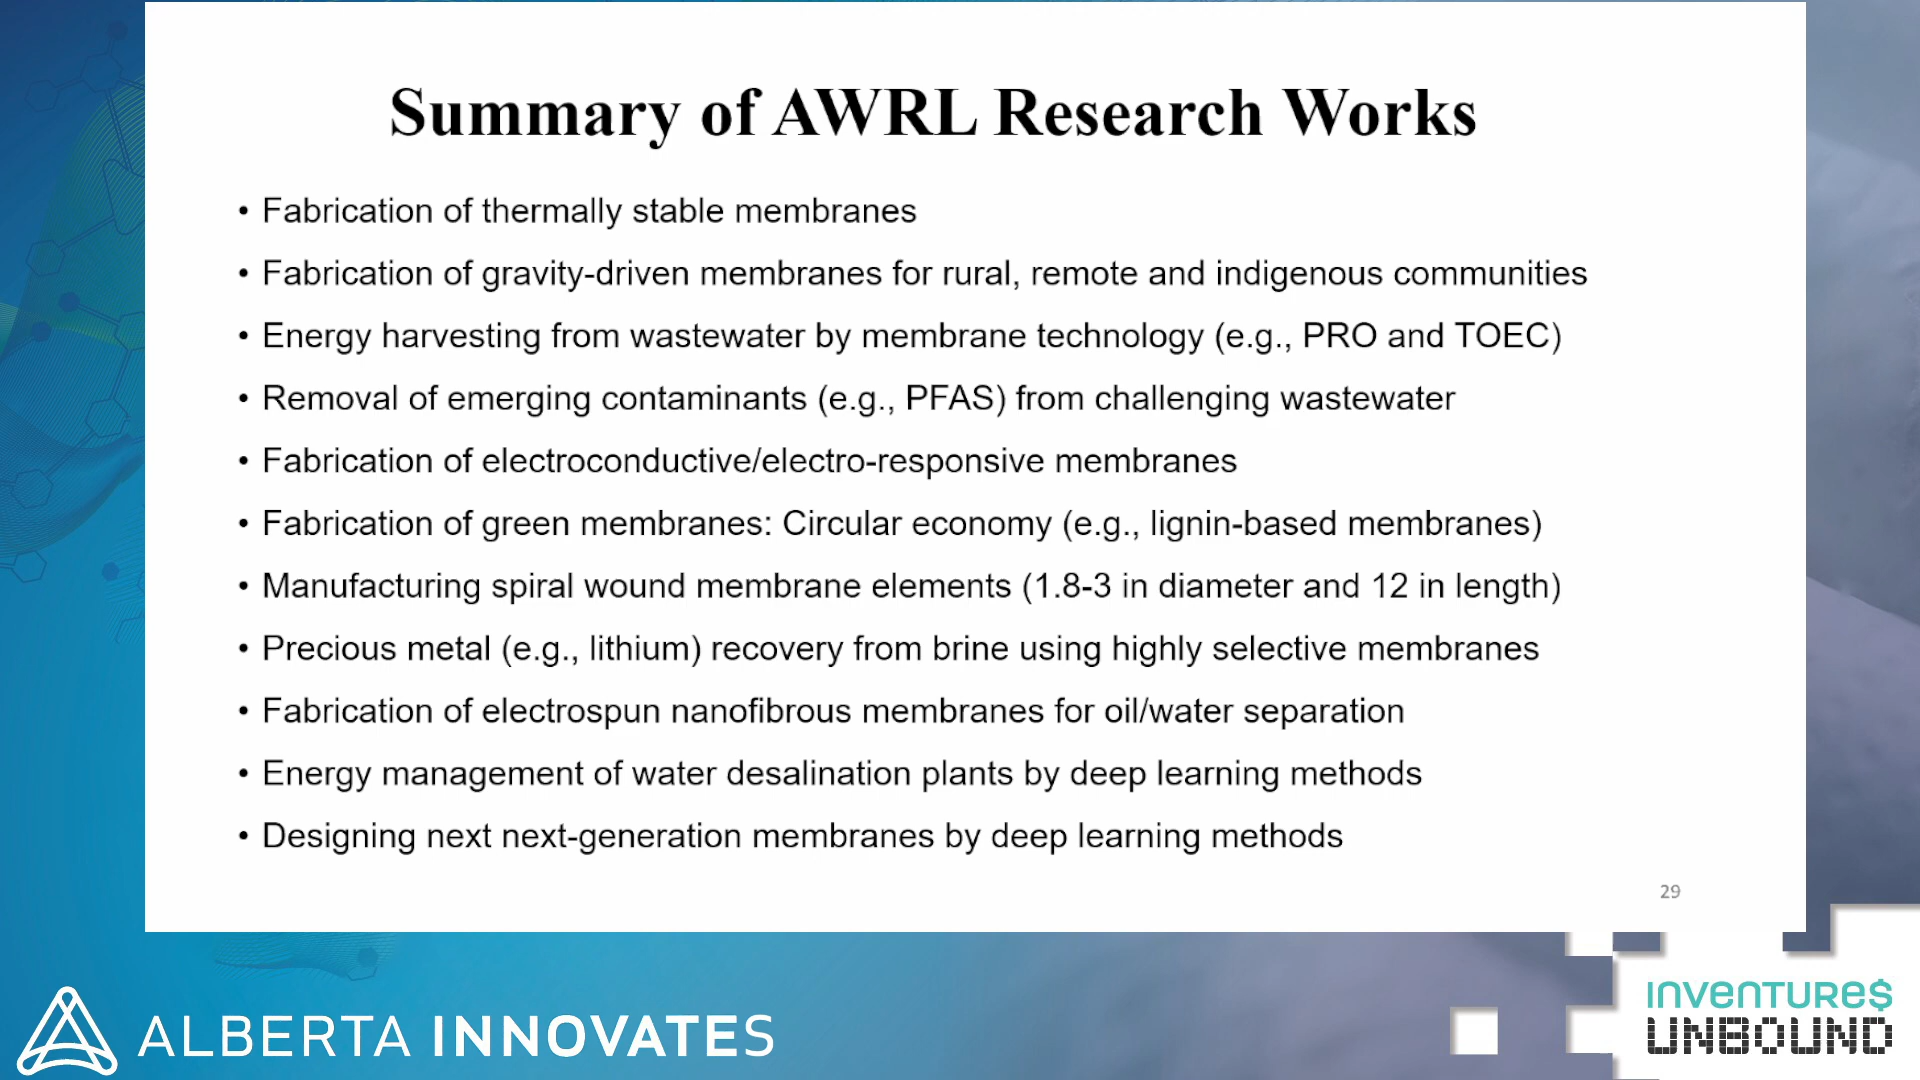 Summary of AWRL Research Works
• Fabrication of thermally stable membranes
• Fabrication of gravity-driven membranes for rural, remote and indigenous communities
• Energy harvesting from wastewater by membrane technology (e.g., PRO and TOEC)
• Removal of emerging contaminants (e.g., PFAS) from challenging wastewater
• Fabrication of electroconductive/electro-responsive membranes
• Fabrication of green membranes: Circular economy (e.g., lignin-based membranes)
• Manufacturing spiral wound membrane elements (1.8-3 in diameter and 12 in length)
• Precious metal (e.g., lithium) recovery from brine using highly selective membranes
• Fabrication of electrospun nanofibrous membranes for oil/water separation
• Energy management of water desalination plants by deep learning methods
• Designing next next-generation membranes by deep learning methods
29
ALBERTA INNOVATES
INVENTURE$
UNBOUND